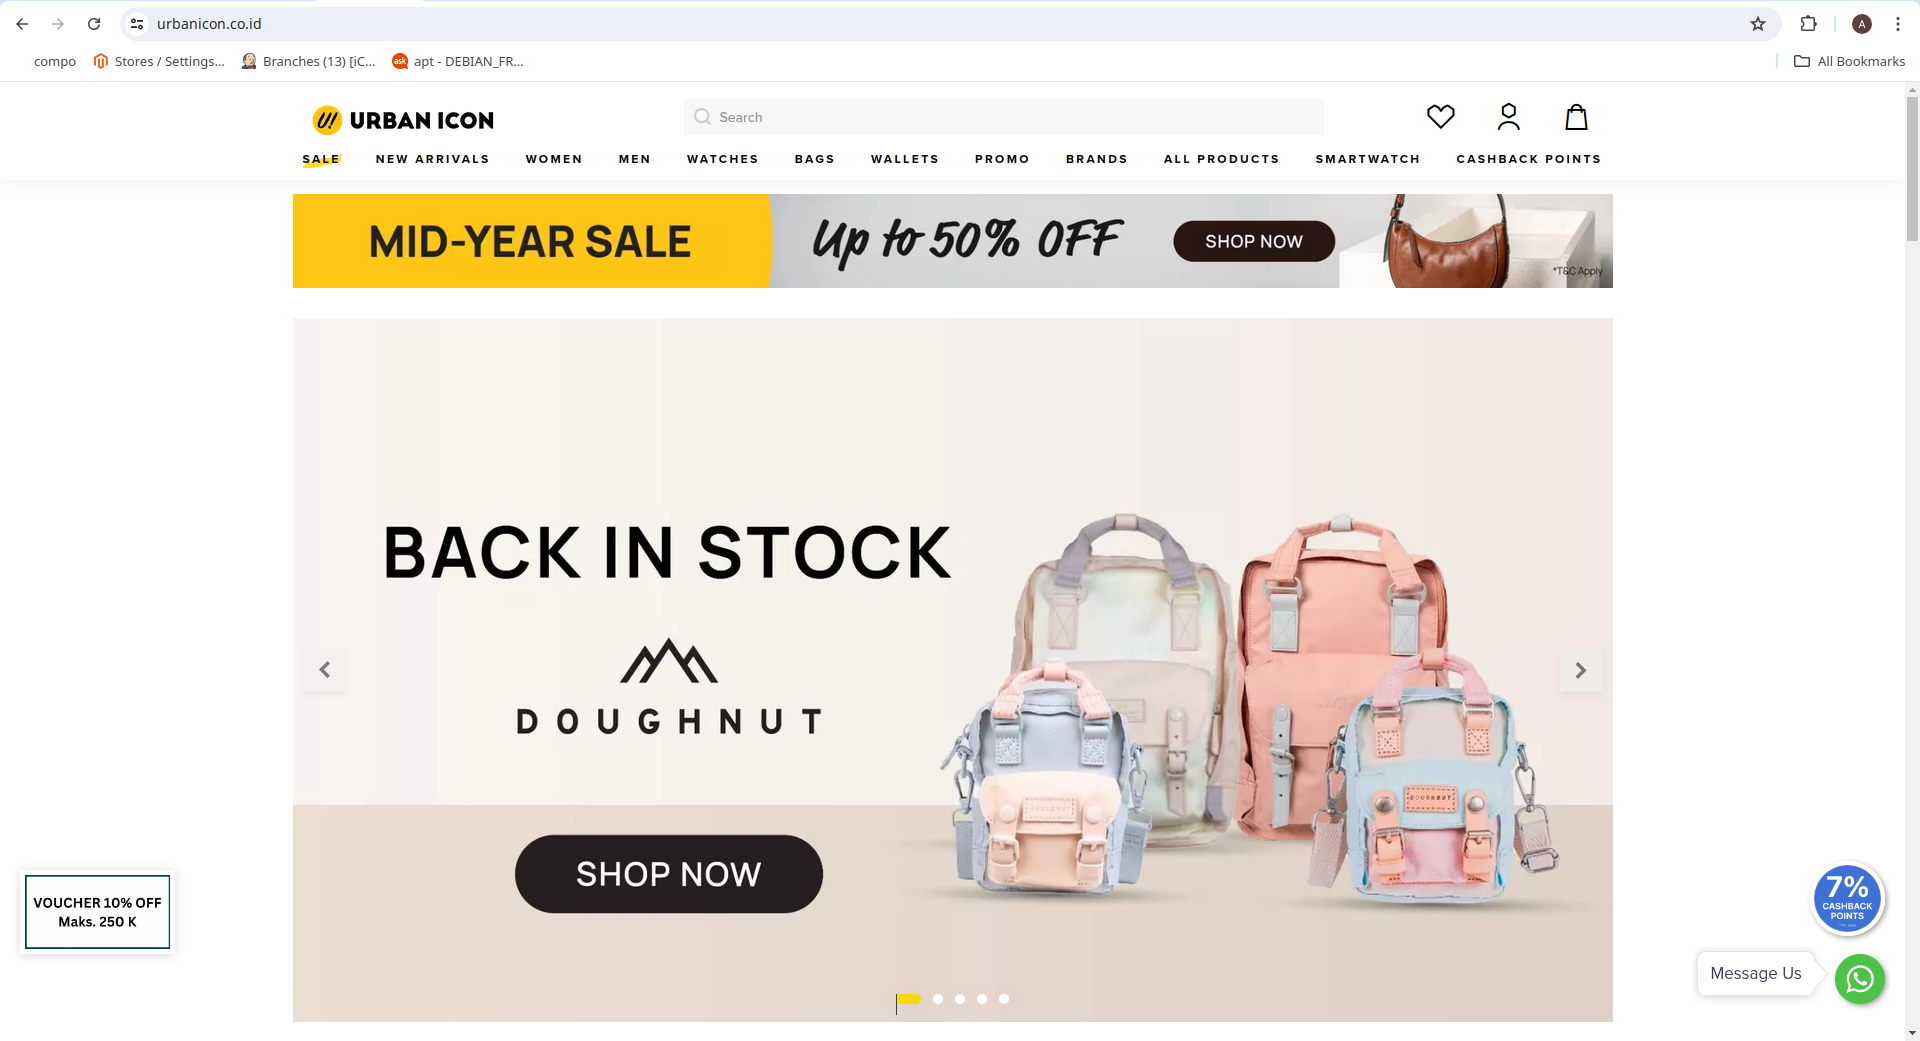 urbanicon.co.id
A
compo
Stores / Settings...
Branches (13) [iC...
ask
apt - DEBIAN_FR...
All Bookmarks
U! URBAN ICON
Search
SALE
NEW ARRIVALS
WOMEN
MEN
WATCHES
BAGS
WALLETS
PROMO
BRANDS
ALL PRODUCTS
SMARTWATCH
CASHBACK POINTS
MID-YEAR SALE
Up to 50% OFF
SHOP NOW
*T&C Apply
BACK IN STOCK
DOUGHNUT
DOUGHNUT
SHOP NOW
VOUCHER 10% OFF
Maks. 250 K
7%
CASHBACK
POINTS
Message Us